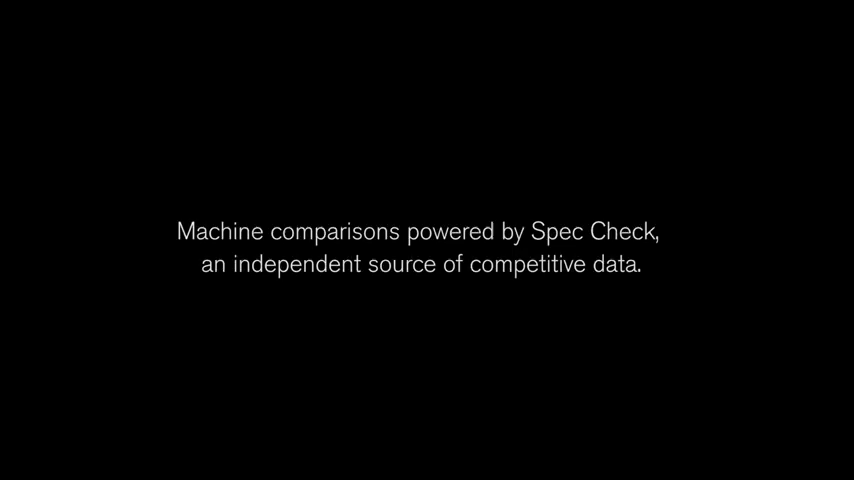 Machine comparisons powered by Spec Check,
an independent source of competitive data.